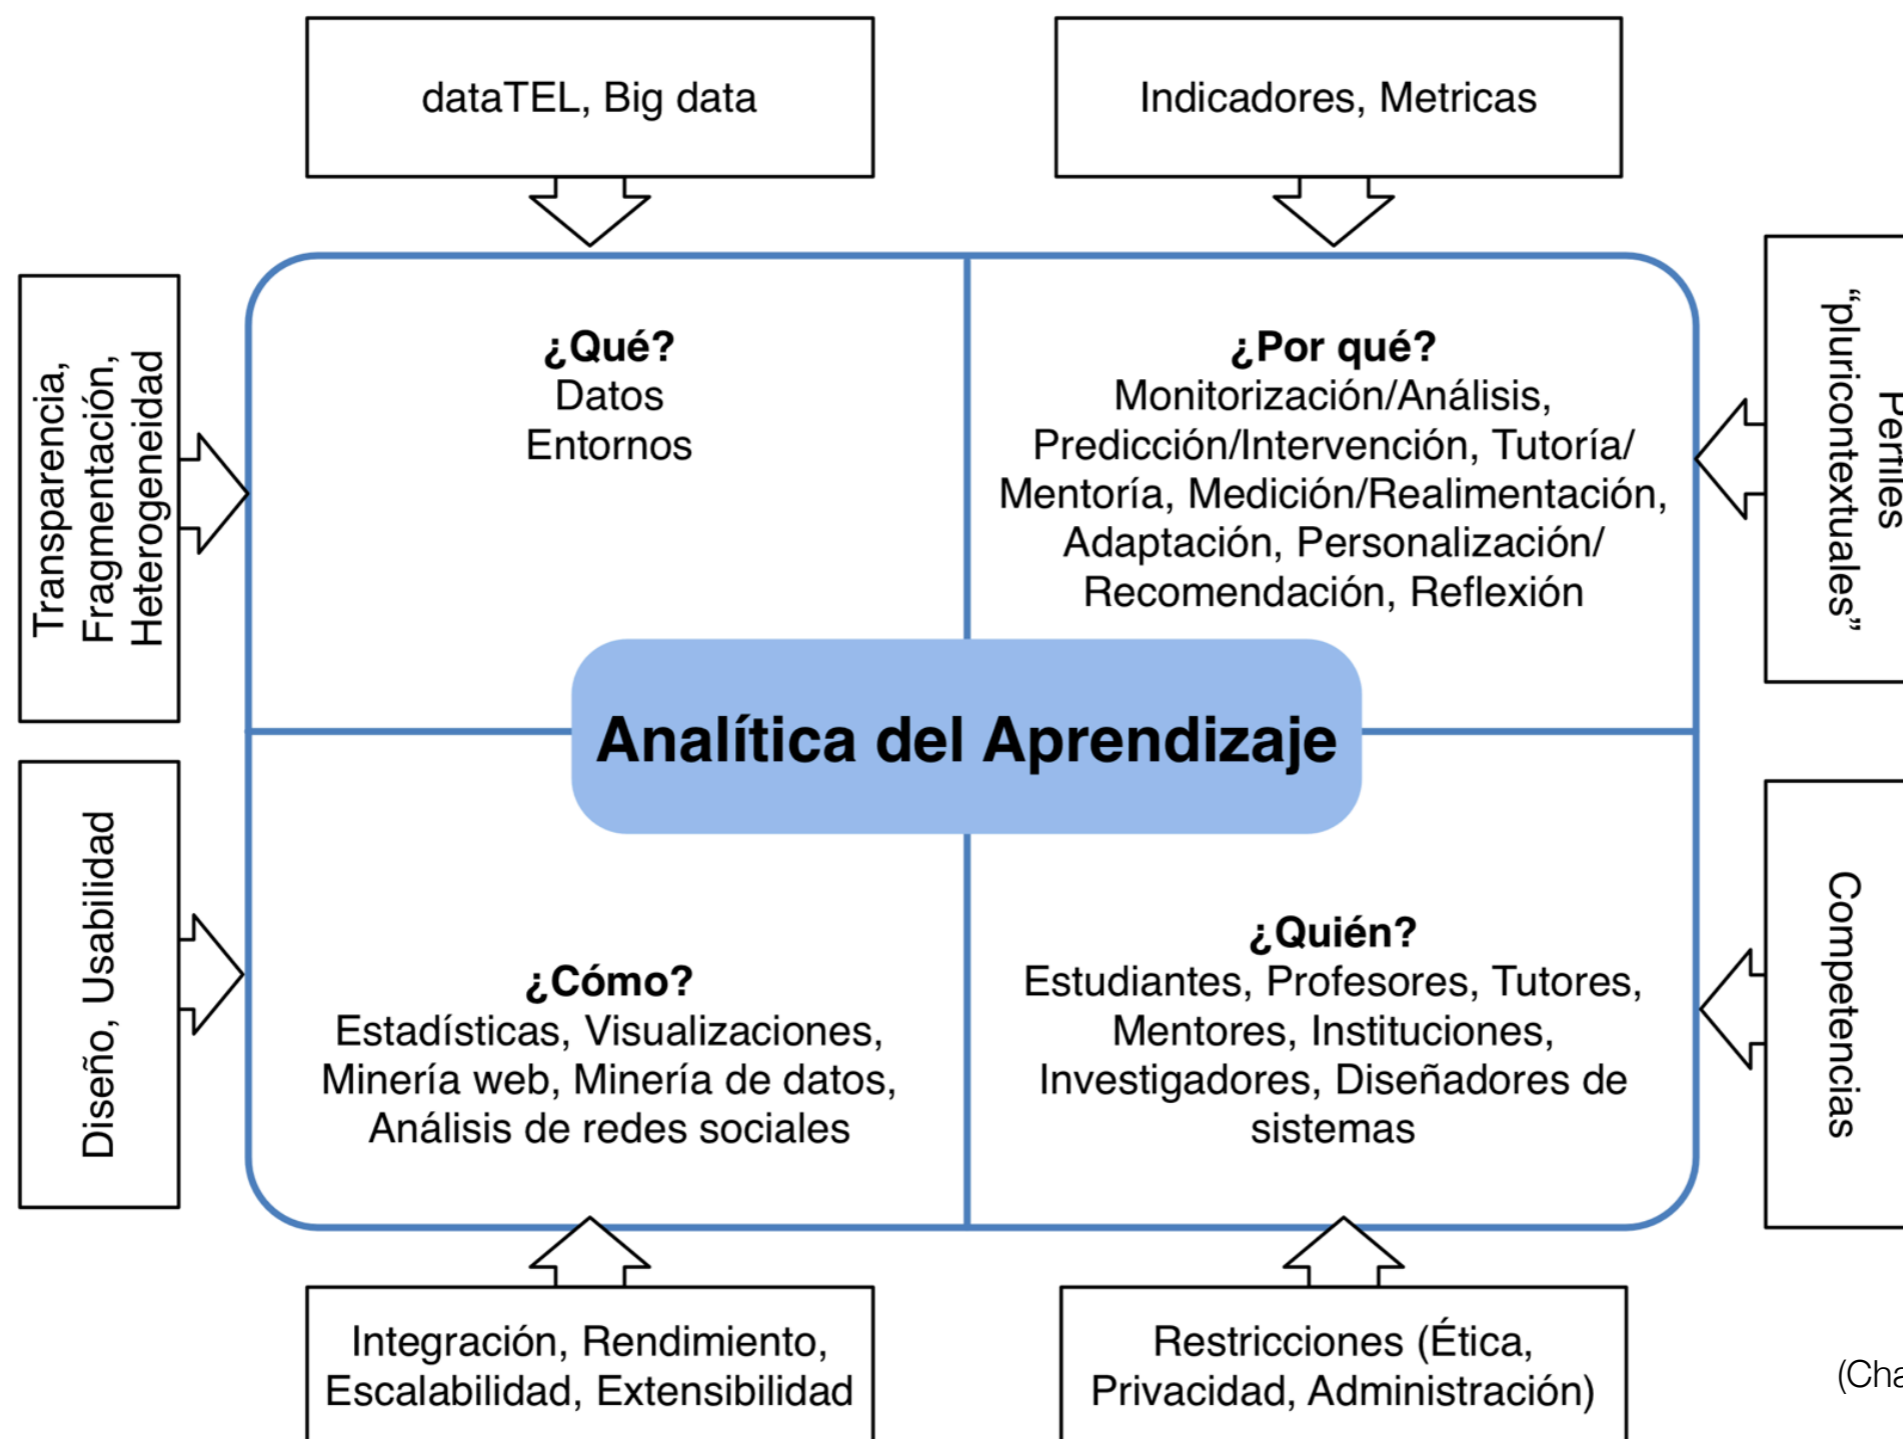 dataTEL, Big data
Indicadores, Metricas
Transparencia,
Fragmentación,
Heterogeneidad
¿Qué?
Datos
Entornos
¿Por qué?
Monitorización/Análisis,
Predicción/Intervención, Tutoría/
Mentoría, Medición/Realimentación,
Adaptación, Personalización/
Recomendación, Reflexión
Perfiles
“pluricontextuales”
Analítica del Aprendizaje
Diseño, Usabilidad
¿Cómo?
Estadísticas, Visualizaciones,
Minería web, Minería de datos,
Análisis de redes sociales
¿Quién?
Estudiantes, Profesores, Tutores,
Mentores, Instituciones,
Investigadores, Diseñadores de
sistemas
Competencias
Integración, Rendimiento,
Escalabilidad, Extensibilidad
Restricciones (Ética,
Privacidad, Administración)